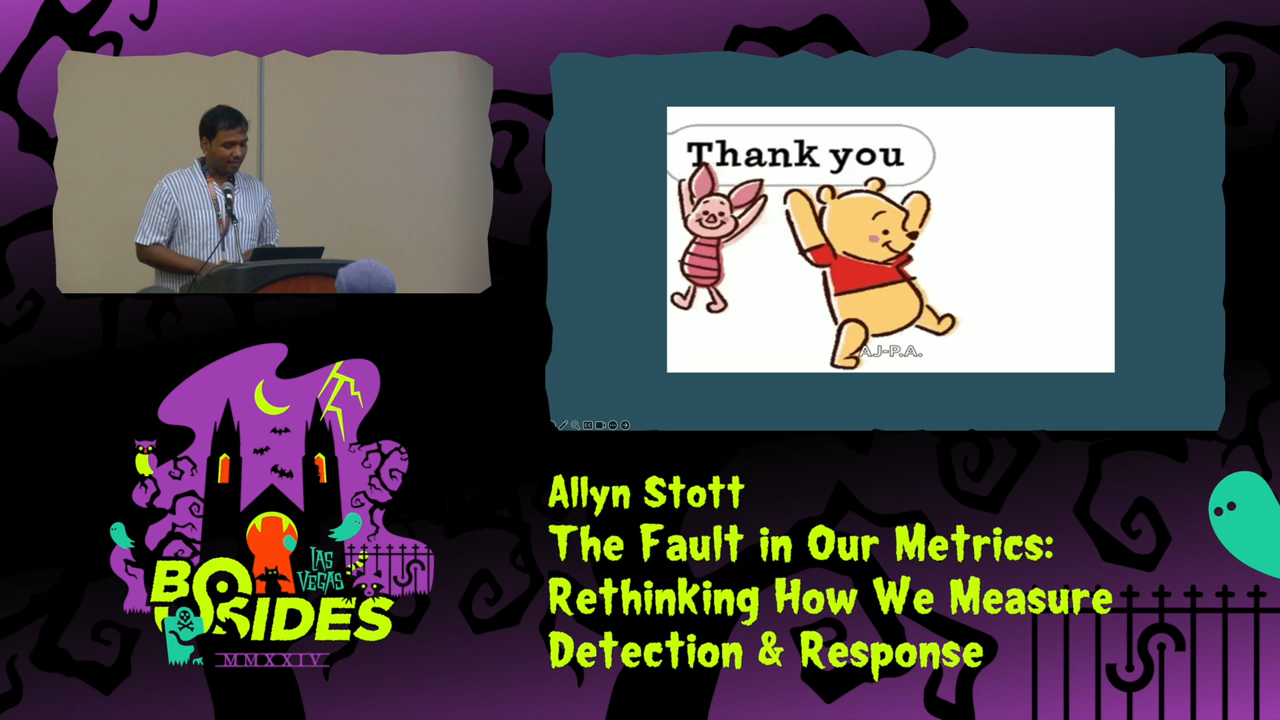 Thank you
AJ-P.A.
Allyn Stott
The Fault in Our Metrics:
Rethinking How We Measure
Detection & Response
LAS
VEGAS
BSIDES
MMXXIV